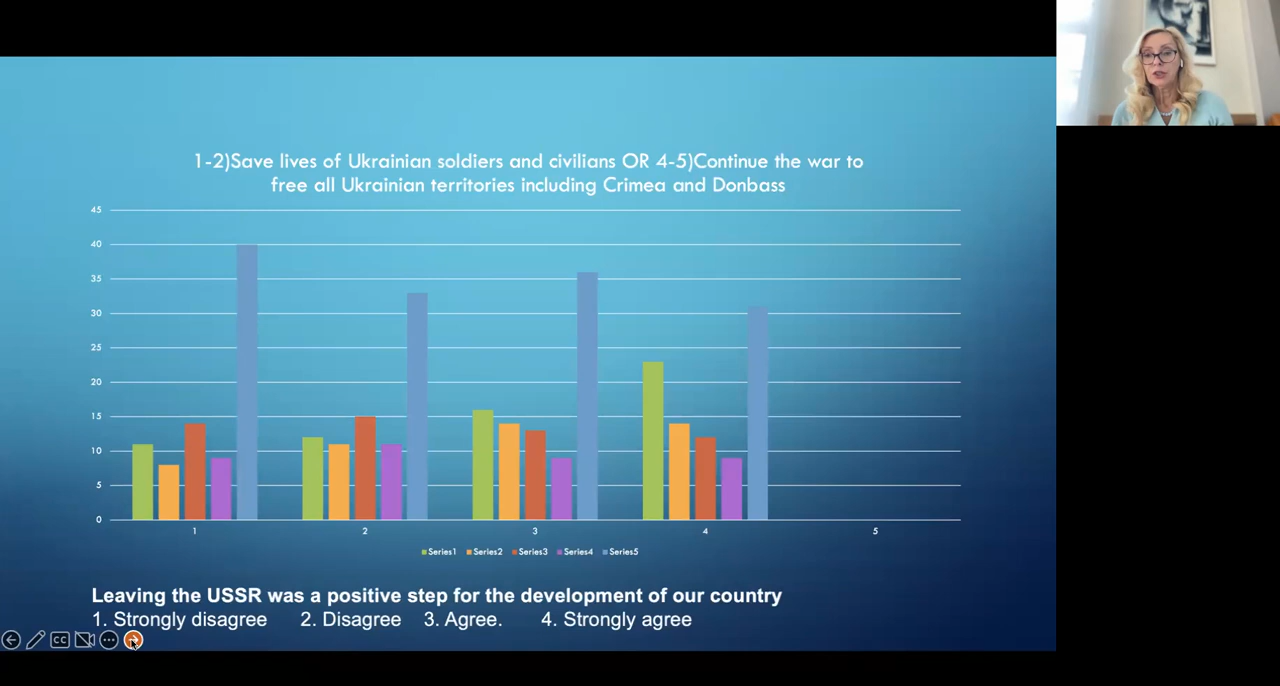 1-2)Save lives of Ukrainian soldiers and civilians OR 4-5)Continue the war to
free all Ukrainian territories including Crimea and Donbass
45
40
35
30
25
20
15
10
5
0
1 2 3 4 5
Series1 Series2 Series3 Series4 Series5
Leaving the USSR was a positive step for the development of our country
1. Strongly disagree 2. Disagree 3. Agree. 4. Strongly agree
CC